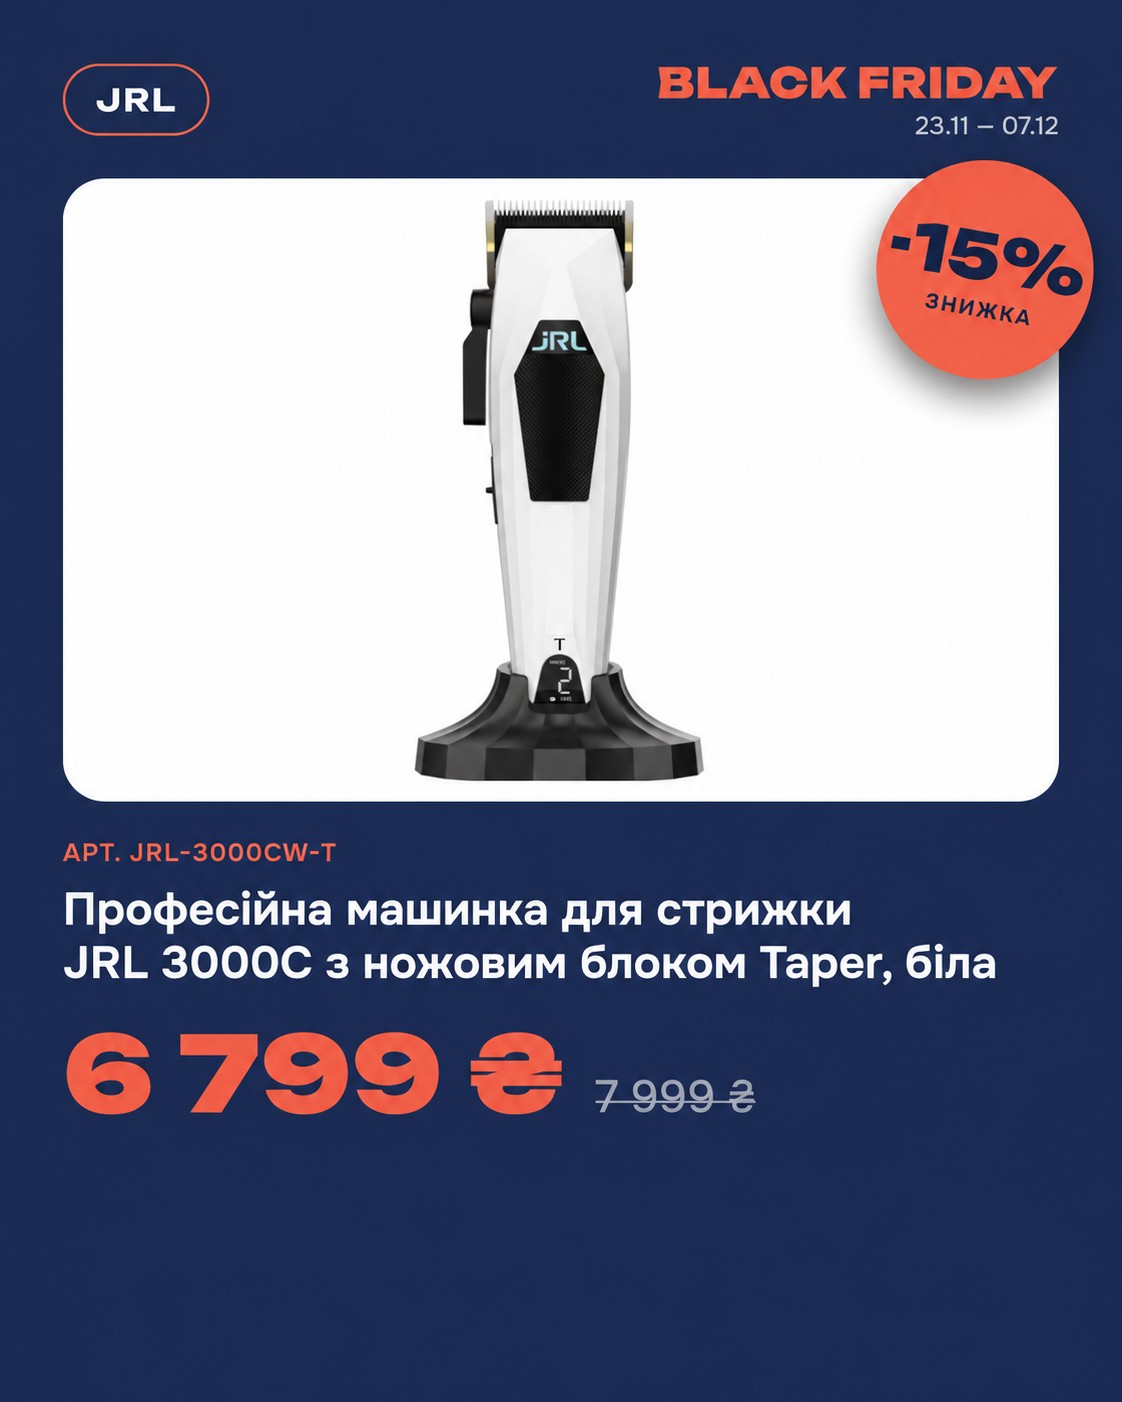 JRL
BLACK FRIDAY
23.11 – 07.12
-15%
ЗНИЖКА
JRL
T
2
АРТ. JRL-3000CW-T
Професійна машинка для стрижки
JRL 3000C з ножовим блоком Taper, біла
6 799 ₴
7 999 ₴